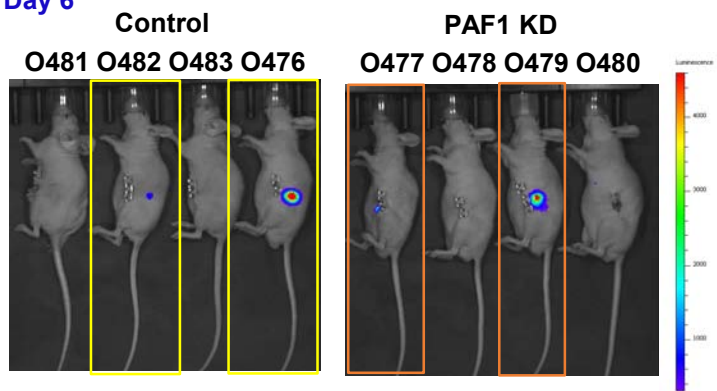 Day 6
Control
PAF1 KD
O481 O482 O483 O476
O477 O478 O479 O480
Luminescence
4000
3000
2000
1000